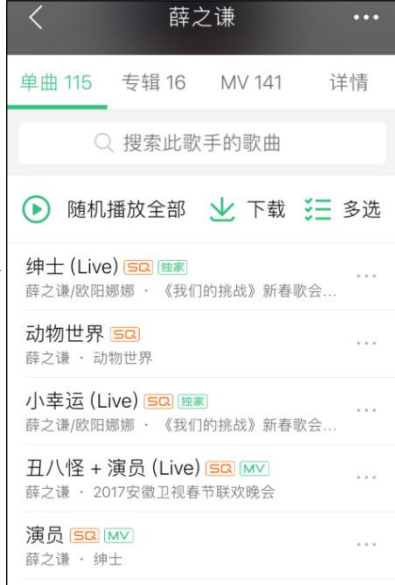 薛之谦
单曲 115 专辑 16 MV 141 详情
搜索此歌手的歌曲
随机播放全部 下载 多选
绅士 (Live) SQ 独家
薛之谦/欧阳娜娜 · 《我们的挑战》新春歌会...
动物世界 SQ
薛之谦 · 动物世界
小幸运 (Live) SQ 独家
薛之谦/欧阳娜娜 · 《我们的挑战》新春歌会...
丑八怪 + 演员 (Live) SQ MV
薛之谦 · 2017安徽卫视春节联欢晚会
演员 SQ MV
薛之谦 · 绅士